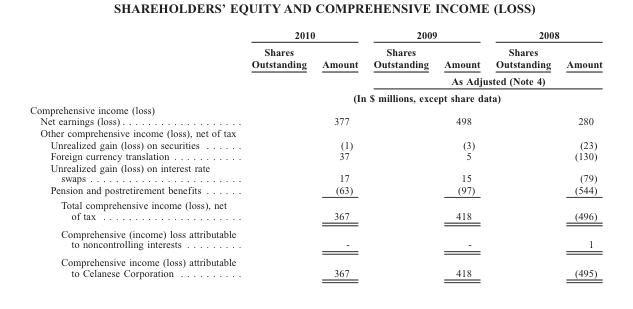 SHAREHOLDERS’ EQUITY AND COMPREHENSIVE INCOME (LOSS)
2010 2009 2008
Shares Shares Shares
Outstanding Amount Outstanding Amount Outstanding Amount
As Adjusted (Note 4)
(In $ millions, except share data)
Comprehensive income (loss)
Net earnings (loss) . . . . . . . . . . . . . . . . . . . 377 498 280
Other comprehensive income (loss), net of tax
Unrealized gain (loss) on securities . . . . . . (1) (3) (23)
Foreign currency translation . . . . . . . . . . . 37 5 (130)
Unrealized gain (loss) on interest rate
swaps . . . . . . . . . . . . . . . . . . . . . . . . 17 15 (79)
Pension and postretirement benefits . . . . . . (63) (97) (544)
Total comprehensive income (loss), net
of tax . . . . . . . . . . . . . . . . . . . . . . 367 418 (496)
Comprehensive (income) loss attributable
to noncontrolling interests . . . . . . . . . - - 1
Comprehensive income (loss) attributable
to Celanese Corporation . . . . . . . . . . 367 418 (495)